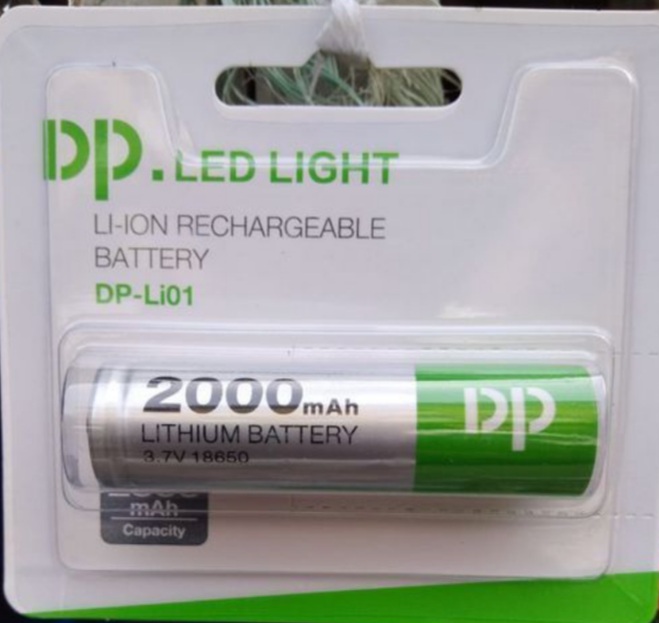 DP. LED LIGHT
LI-ION RECHARGEABLE
BATTERY
DP-Li01
2000mAh
LITHIUM BATTERY
3.7V 18650
DP
mAh
Capacity